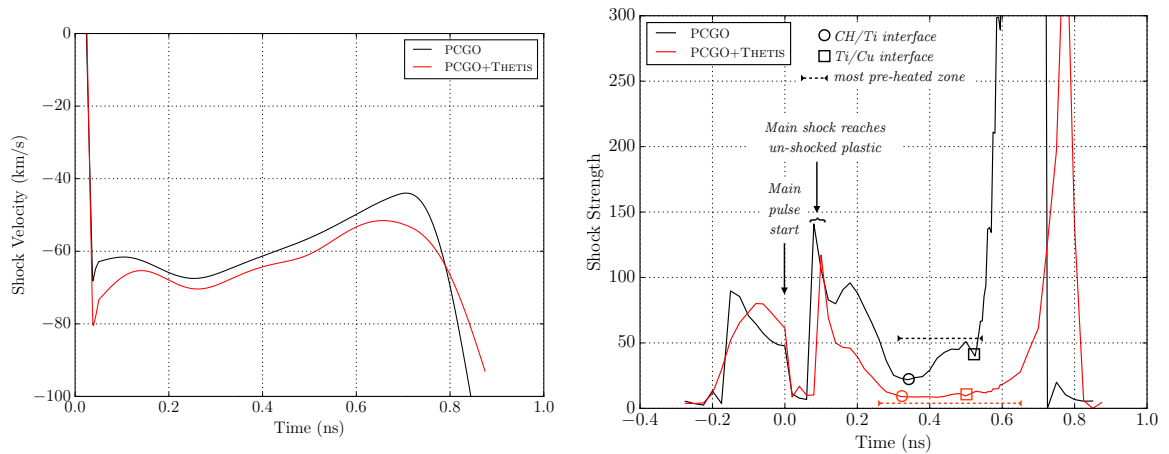 0
−20
−40
−60
−80
−100
0.0 0.2 0.4 0.6 0.8 1.0
Time (ns)
Shock Velocity (km/s)
PCGO
PCGO+THETIS
300
250
200
150
100
50
0
−0.4 −0.2 0.0 0.2 0.4 0.6 0.8 1.0
Time (ns)
Shock Strength
PCGO
PCGO+THETIS
CH/Ti interface
Ti/Cu interface
most pre-heated zone
Main shock reaches
un-shocked plastic
Main
pulse
start